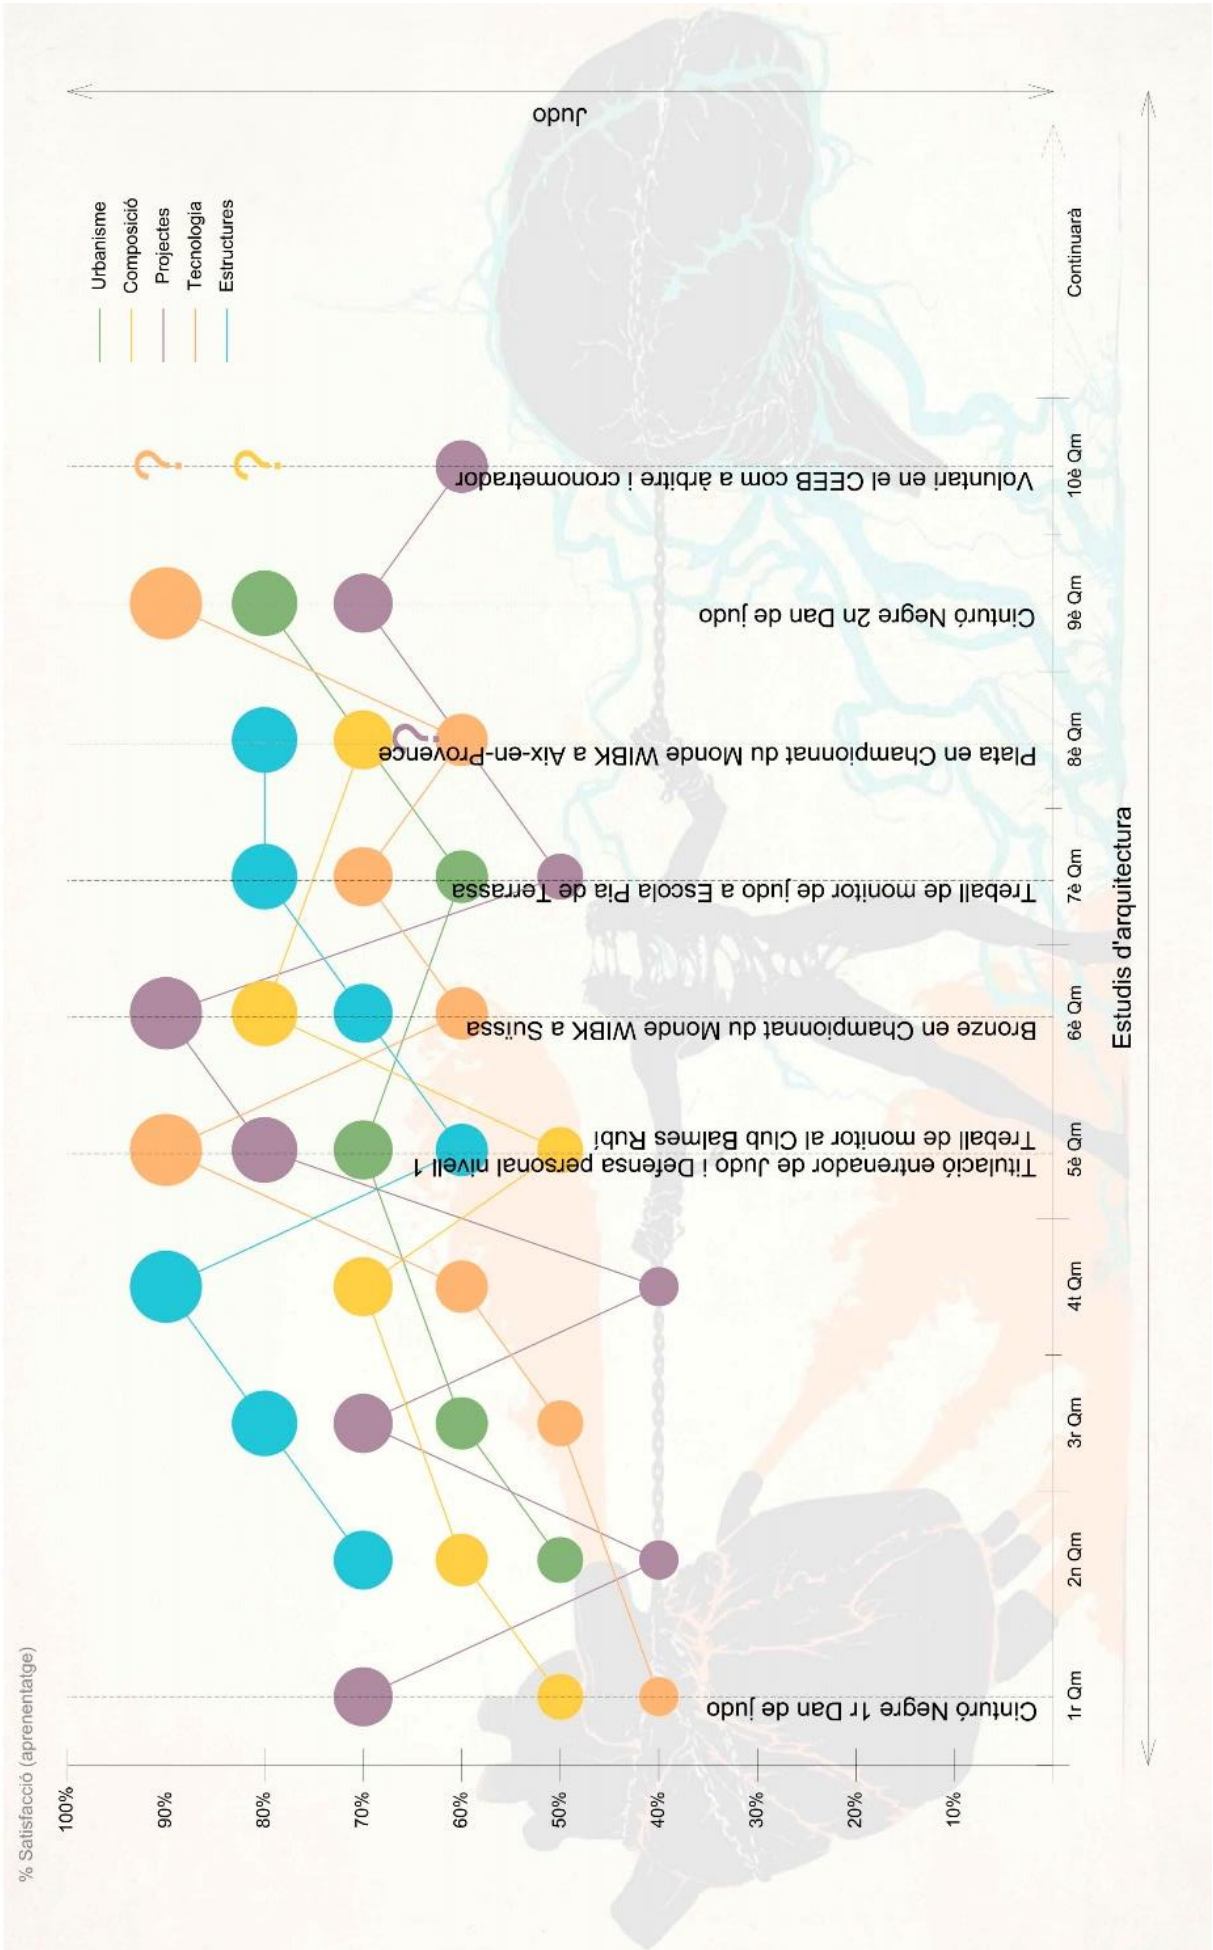 % Satisfacció (aprenentatge)
100%
90%
80%
70%
60%
50%
40%
30%
20%
10%
Urbanisme
Composició
Projectes
Tecnologia
Estructures
?
?
?
Cinturó Negre 1r Dan de judo
Titulació entrenador de Judo i Defensa personal nivell 1
Treball de monitor al Club Balmes Rubí
Bronze en Championnat du Monde WIBK a Suïssa
Treball de monitor de judo a Escola Pia de Terrassa
Plata en Championnat du Monde WIBK a Aix-en-Provence
Cinturó Negre 2n Dan de judo
Voluntari en el CEEB com a àrbitre i cronometrador
Judo
1r Qm
2n Qm
3r Qm
4t Qm
5è Qm
6è Qm
7è Qm
8è Qm
9è Qm
10è Qm
Continuarà
Estudis d'arquitectura